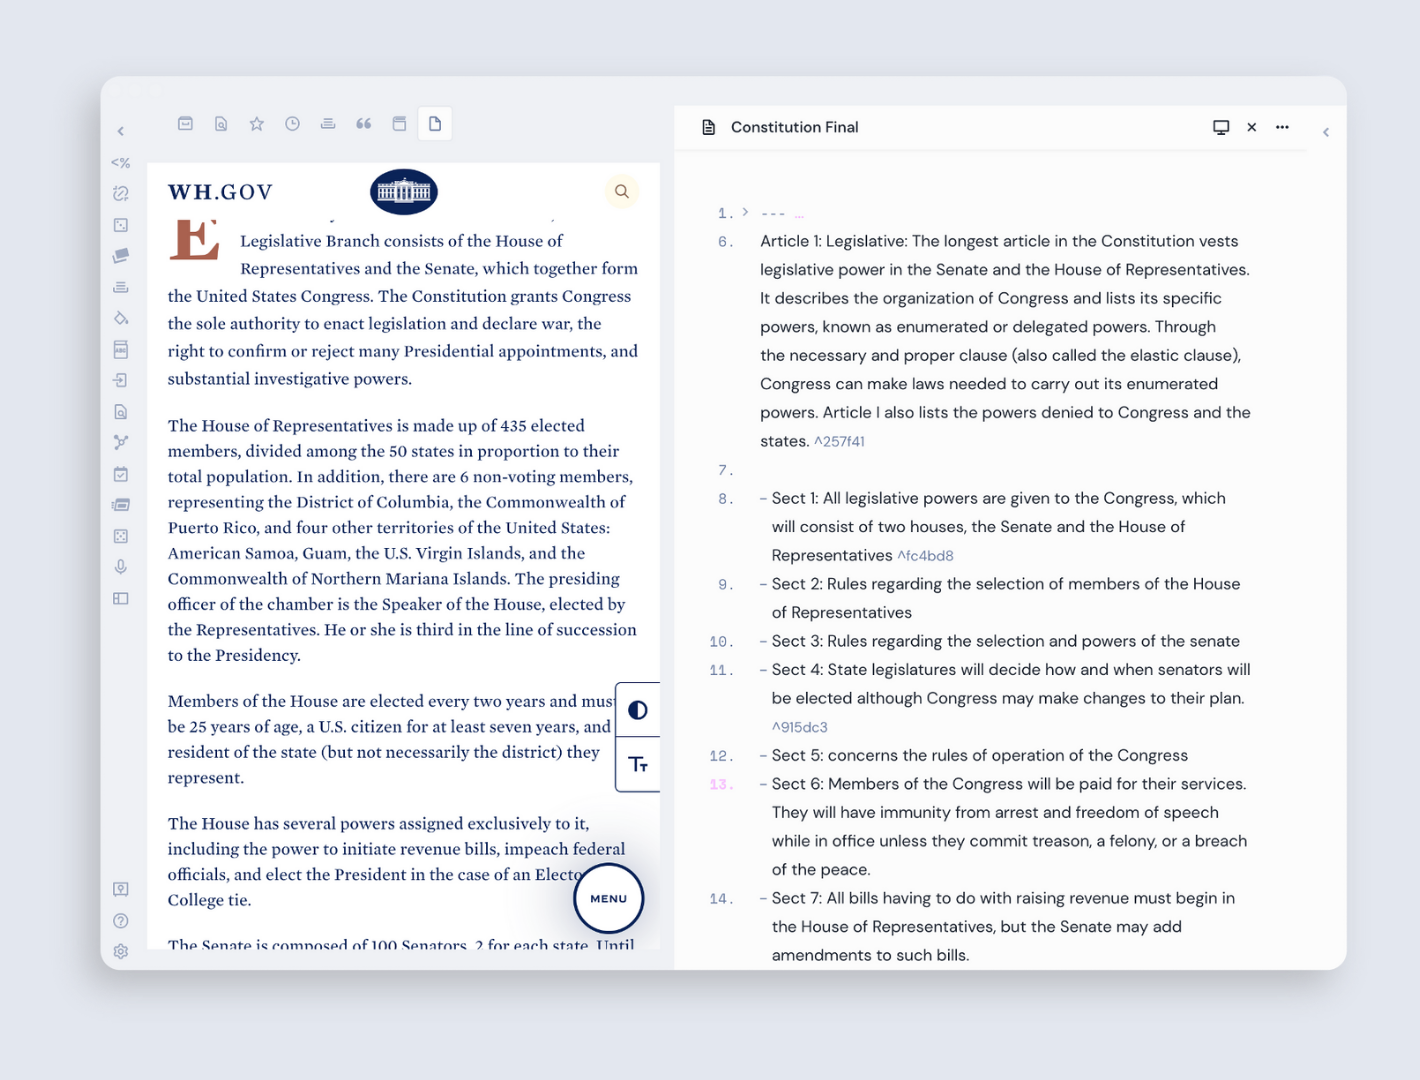 WH.GOV
E
Legislative Branch consists of the House of
Representatives and the Senate, which together form
the United States Congress. The Constitution grants Congress
the sole authority to enact legislation and declare war, the
right to confirm or reject many Presidential appointments, and
substantial investigative powers.
The House of Representatives is made up of 435 elected
members, divided among the 50 states in proportion to their
total population. In addition, there are 6 non-voting members,
representing the District of Columbia, the Commonwealth of
Puerto Rico, and four other territories of the United States:
American Samoa, Guam, the U.S. Virgin Islands, and the
Commonwealth of Northern Mariana Islands. The presiding
officer of the chamber is the Speaker of the House, elected by
the Representatives. He or she is third in the line of succession
to the Presidency.
Members of the House are elected every two years and must
be 25 years of age, a U.S. citizen for at least seven years, and
resident of the state (but not necessarily the district) they
represent.
The House has several powers assigned exclusively to it,
including the power to initiate revenue bills, impeach federal
officials, and elect the President in the case of an Electo
College tie.
The Senate is composed of 100 Senators, 2 for each state. Until
TT
MENU
Constitution Final
1. > --- ...
6. Article 1: Legislative: The longest article in the Constitution vests
legislative power in the Senate and the House of Representatives.
It describes the organization of Congress and lists its specific
powers, known as enumerated or delegated powers. Through
the necessary and proper clause (also called the elastic clause),
Congress can make laws needed to carry out its enumerated
powers. Article I also lists the powers denied to Congress and the
states. ^257f41
7.
8. – Sect 1: All legislative powers are given to the Congress, which
will consist of two houses, the Senate and the House of
Representatives ^fc4bd8
9. – Sect 2: Rules regarding the selection of members of the House
of Representatives
10. – Sect 3: Rules regarding the selection and powers of the senate
11. – Sect 4: State legislatures will decide how and when senators will
be elected although Congress may make changes to their plan.
^915dc3
12. – Sect 5: concerns the rules of operation of the Congress
13. – Sect 6: Members of the Congress will be paid for their services.
They will have immunity from arrest and freedom of speech
while in office unless they commit treason, a felony, or a breach
of the peace.
14. – Sect 7: All bills having to do with raising revenue must begin in
the House of Representatives, but the Senate may add
amendments to such bills.